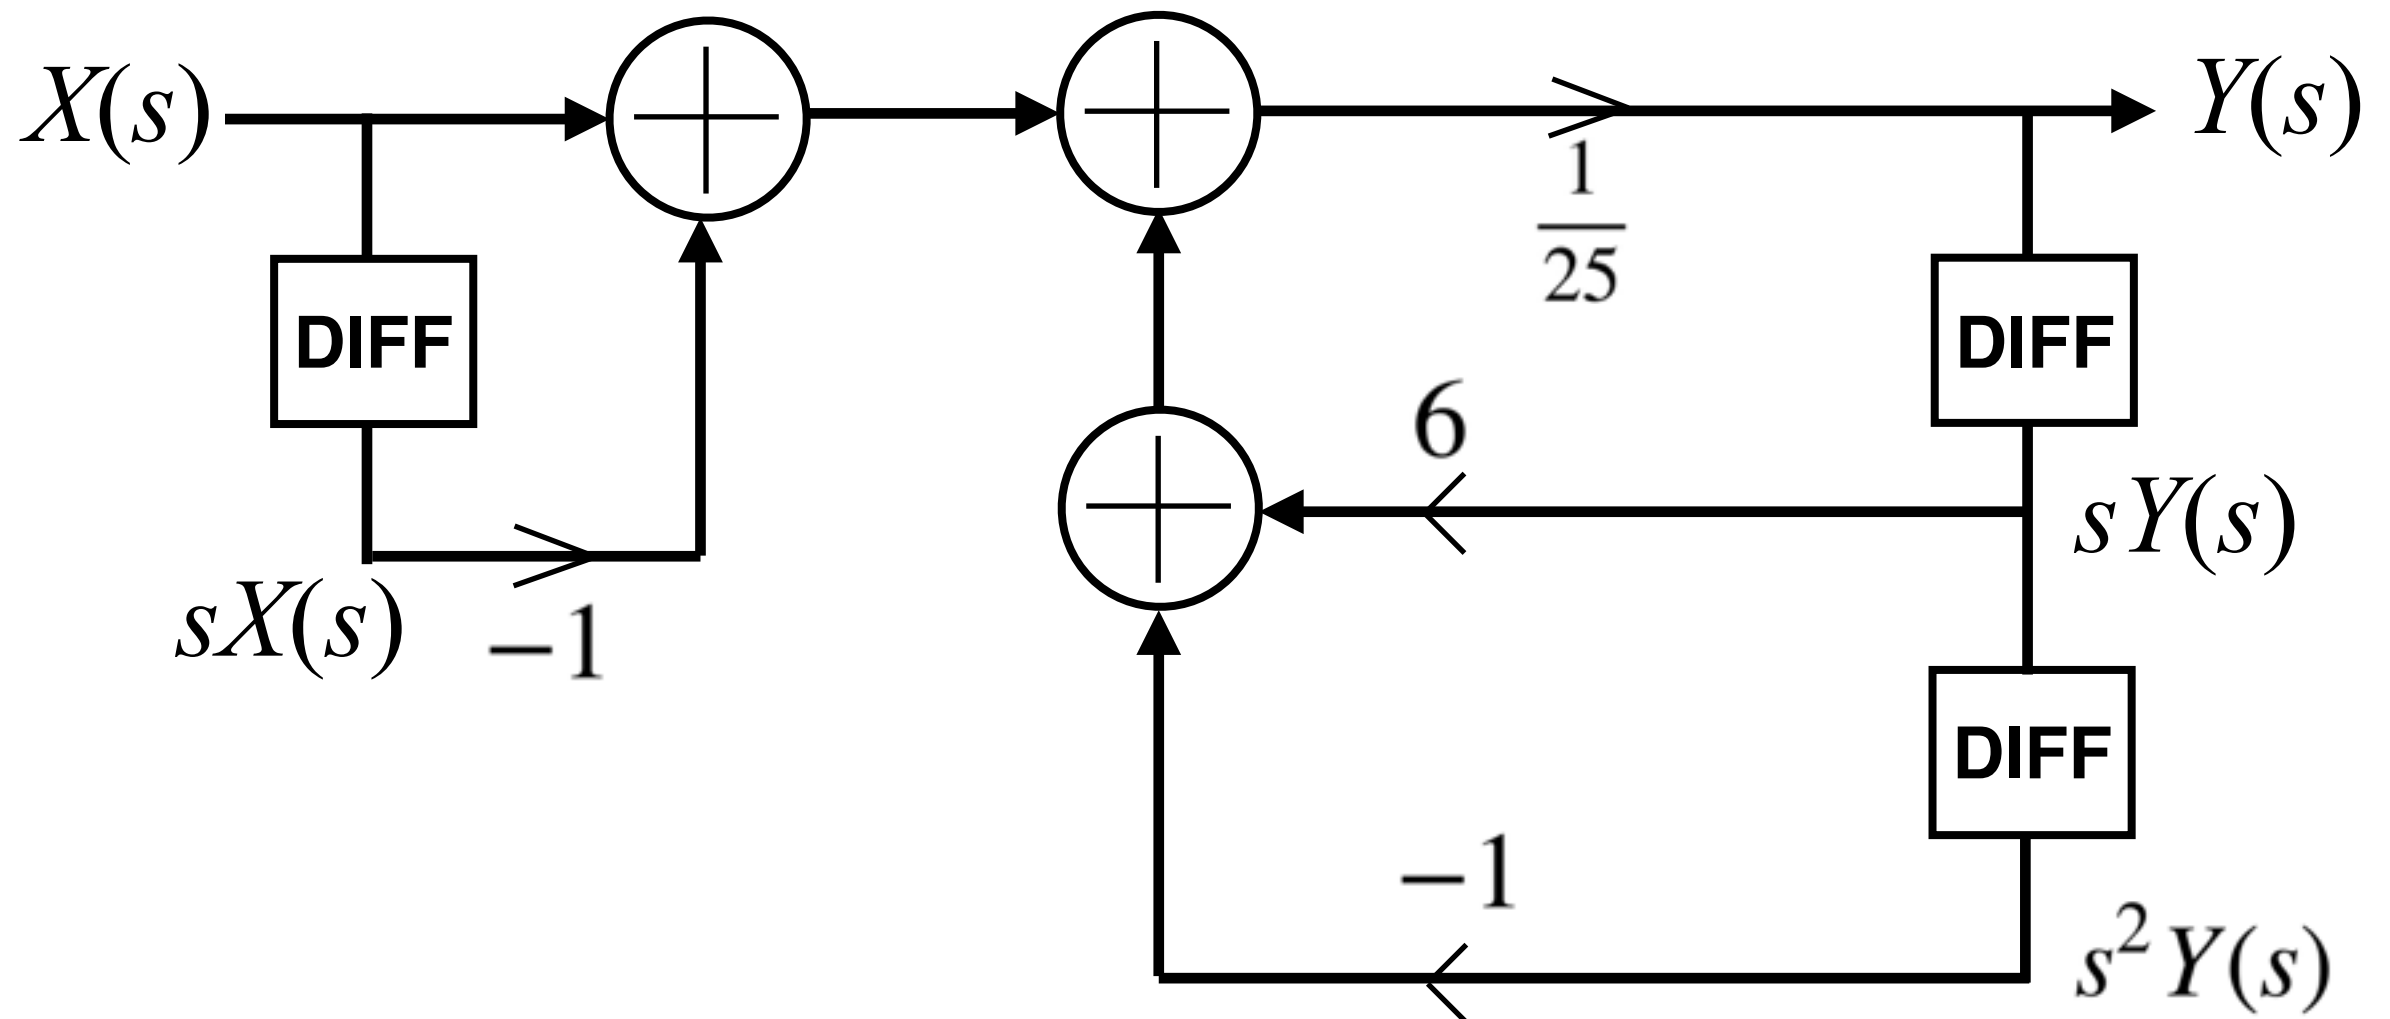 X(s)
Y(s)
1
25
DIFF
DIFF
6
sY(s)
sX(s)
−1
DIFF
−1
s²Y(s)